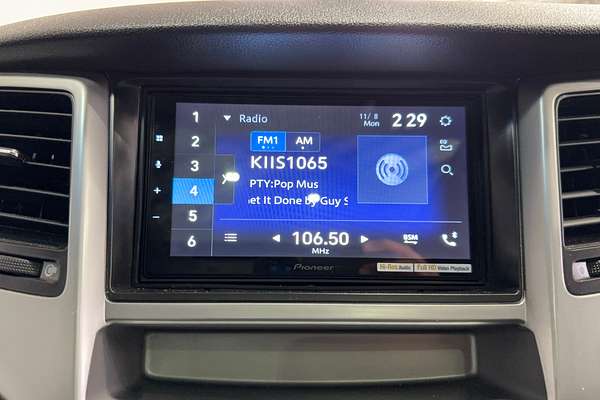 1
2
3
4
5
6
Radio
11/ 8
Mon
2 29
FM1
AM
KIIS1065
PTY:Pop Mus
et It Done by Guy S
106.50
MHz
BSM
Pioneer
Hi-Res Audio
Full HD Video Playback